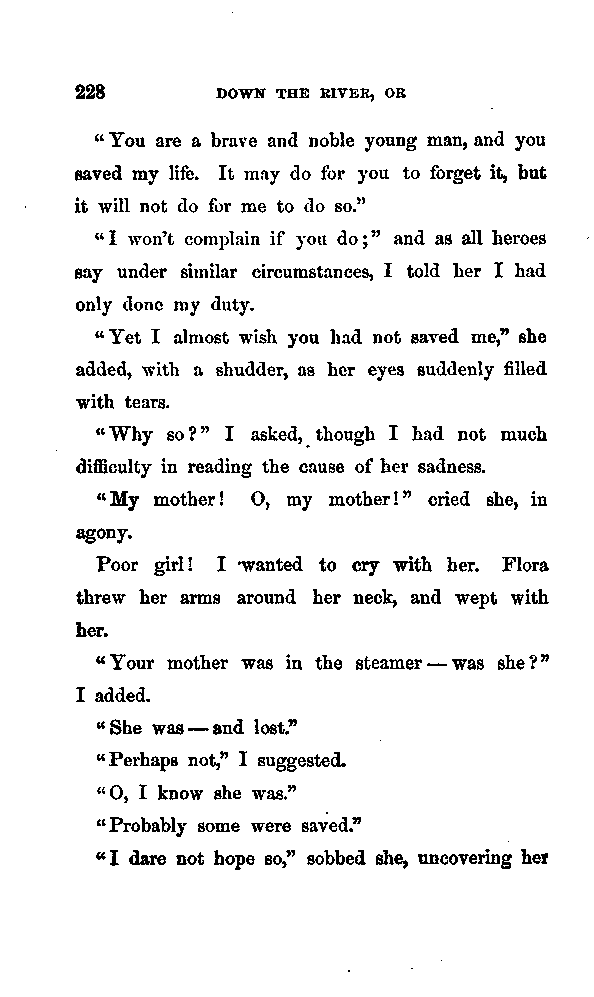 228 DOWN THE RIVER, OR
“You are a brave and noble young man, and you
saved my life. It may do for you to forget it, but
it will not do for me to do so.”
“I won’t complain if you do;” and as all heroes
say under similar circumstances, I told her I had
only done my duty.
“Yet I almost wish you had not saved me,” she
added, with a shudder, as her eyes suddenly filled
with tears.
“Why so?” I asked, though I had not much
difficulty in reading the cause of her sadness.
“My mother! O, my mother!” cried she, in
agony.
Poor girl! I wanted to cry with her. Flora
threw her arms around her neck, and wept with
her.
“Your mother was in the steamer — was she?”
I added.
“She was — and lost.”
“Perhaps not,” I suggested.
“O, I know she was.”
“Probably some were saved.”
“I dare not hope so,” sobbed she, uncovering her